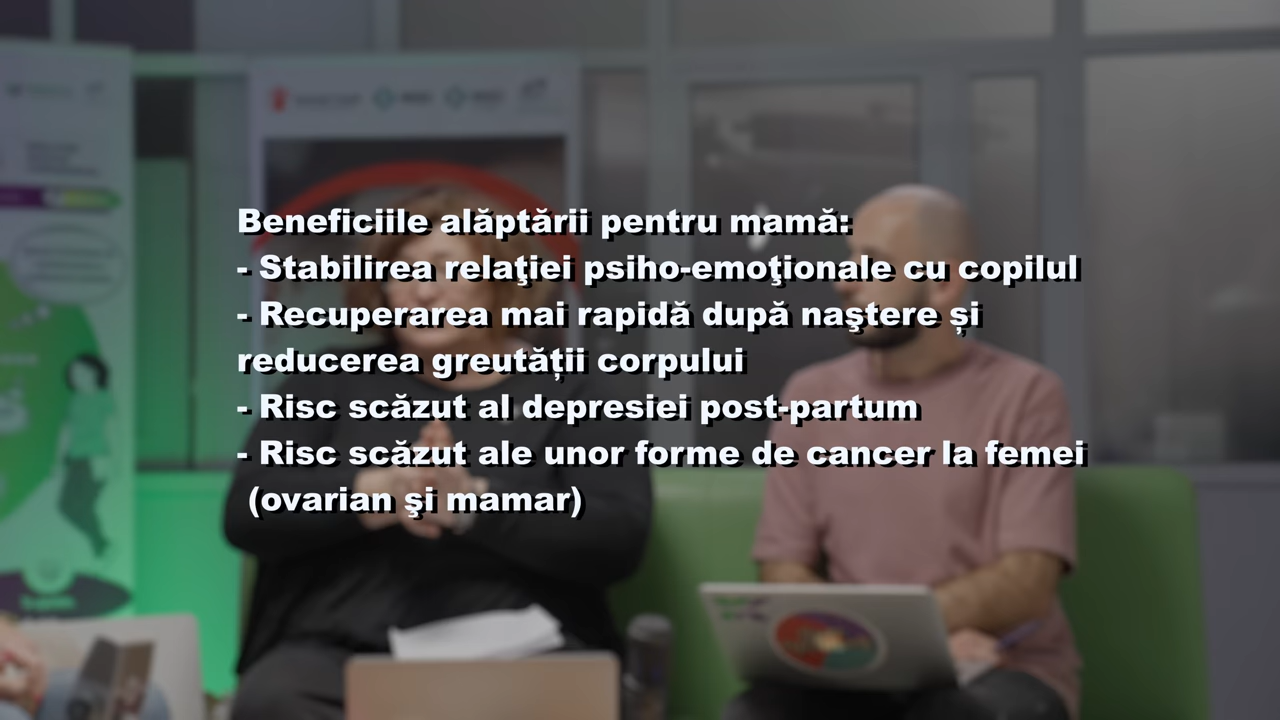 Beneficiile alăptării pentru mamă:
- Stabilirea relaţiei psiho-emoţionale cu copilul
- Recuperarea mai rapidă după naştere și
reducerea greutății corpului
- Risc scăzut al depresiei post-partum
- Risc scăzut ale unor forme de cancer la femei
(ovarian şi mamar)